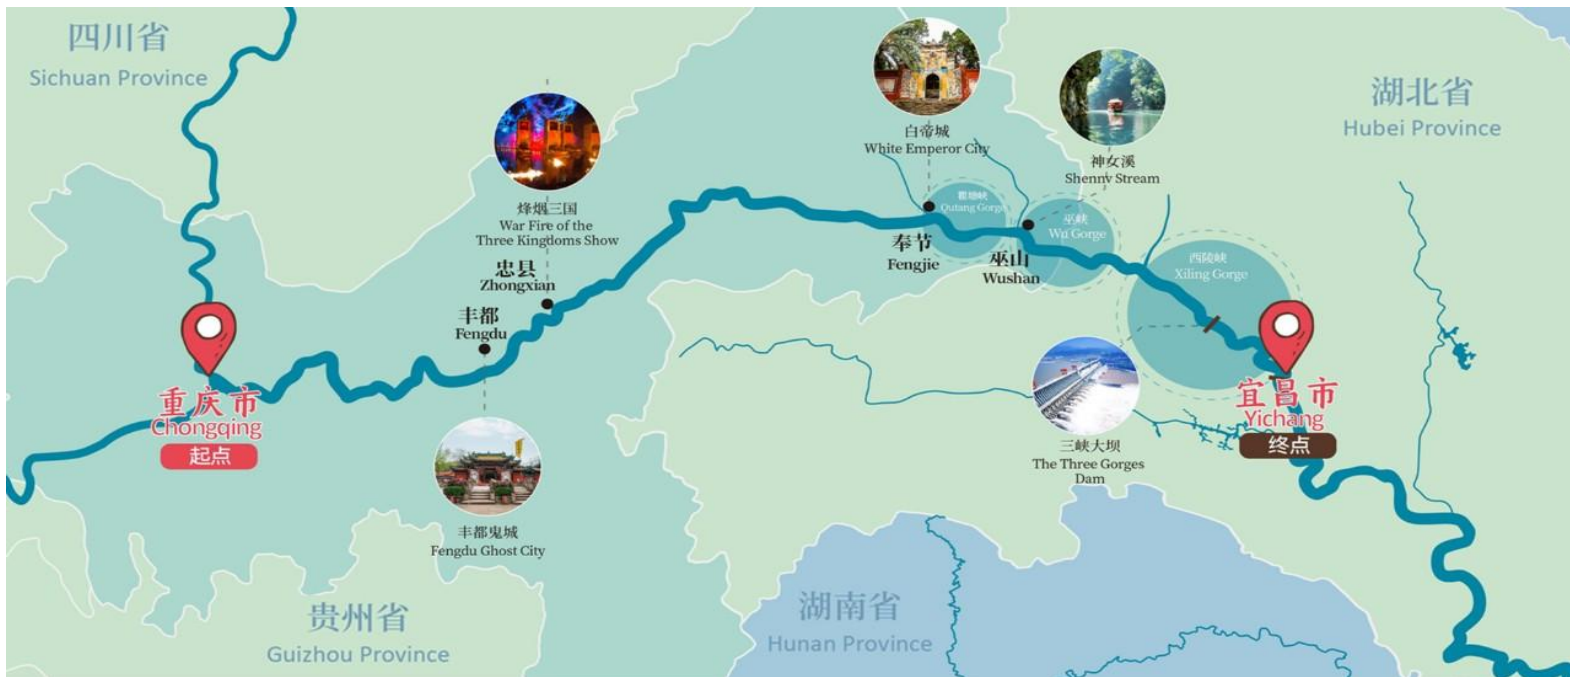 四川省
Sichuan Province
湖北省
Hubei Province
白帝城
White Emperor City
神女溪
Shennv Stream
烽烟三国
War Fire of the
Three Kingdoms Show
瞿塘峡
Qutang Gorge
巫峡
Wu Gorge
奉节
Fengjie
巫山
Wushan
西陵峡
Xiling Gorge
忠县
Zhongxian
丰都
Fengdu
重庆市
Chongqing
起点
宜昌市
Yichang
终点
三峡大坝
The Three Gorges
Dam
丰都鬼城
Fengdu Ghost City
贵州省
Guizhou Province
湖南省
Hunan Province